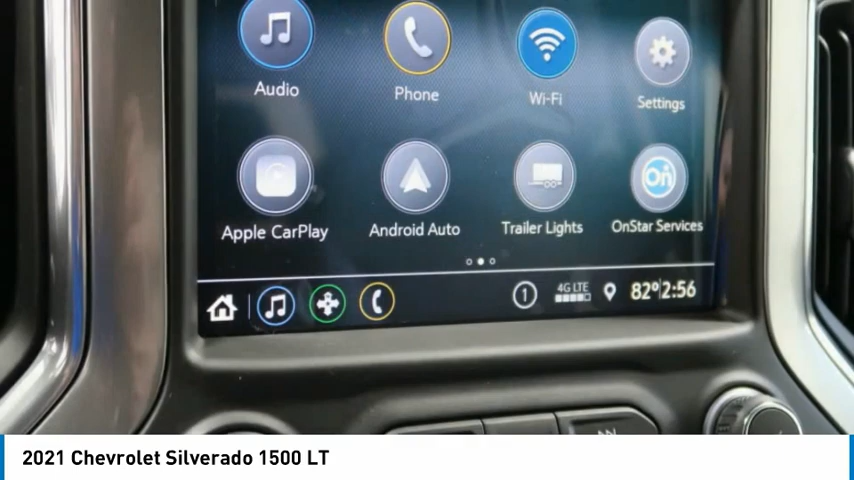 Audio Phone Wi-Fi Settings
Apple CarPlay Android Auto Trailer Lights OnStar Services
On
1 4G LTE 82° 2:56
2021 Chevrolet Silverado 1500 LT